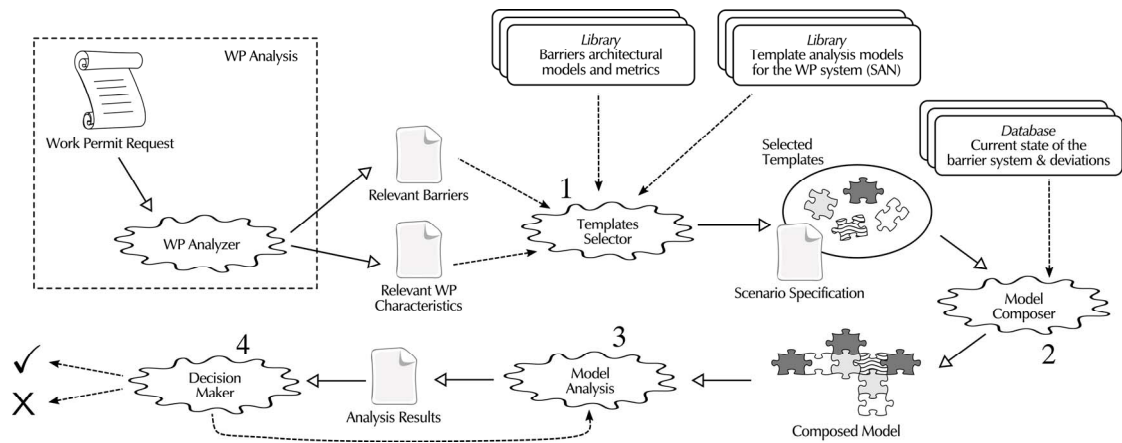 WP Analysis
Work Permit Request
WP Analyzer
Relevant Barriers
Relevant WP
Characteristics
Library
Barriers architectural
models and metrics
Library
Template analysis models
for the WP system (SAN)
1
Templates
Selector
Selected
Templates
Scenario Specification
Database
Current state of the
barrier system & deviations
Model
Composer
2
Composed Model
3
Model
Analysis
Analysis Results
4
Decision
Maker